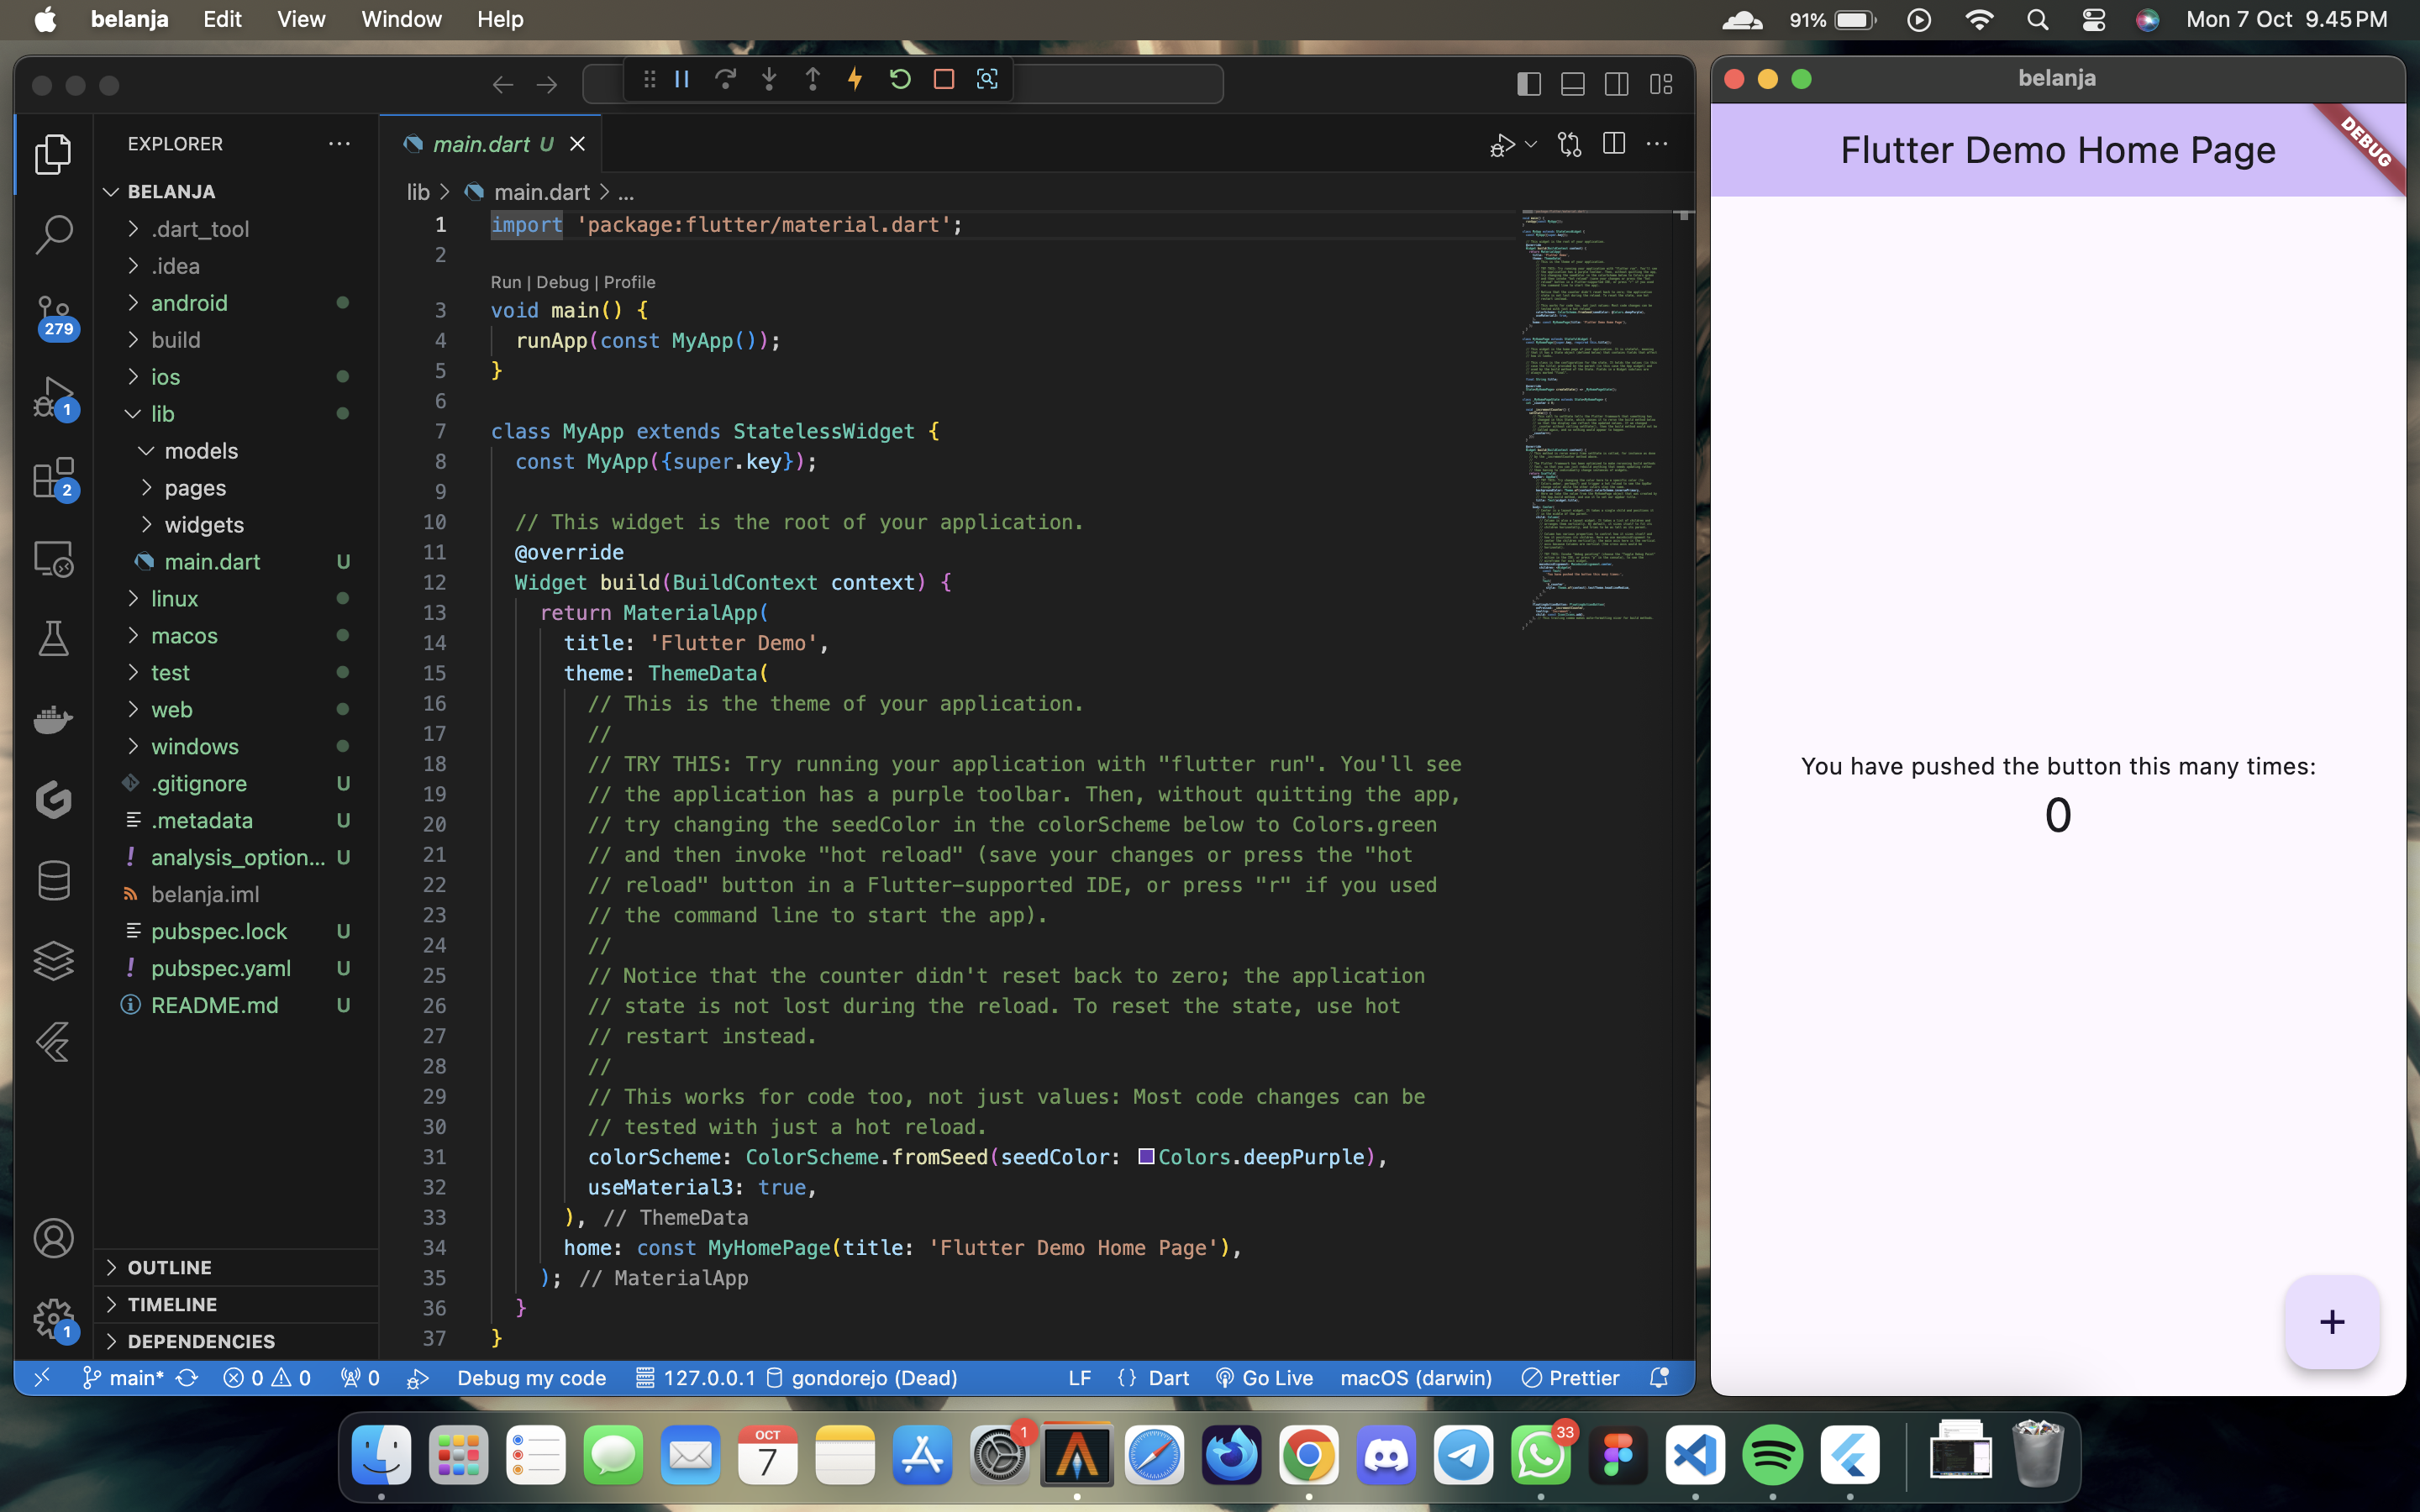 belanja Edit View Window Help 91% Mon 7 Oct 9.45 PM
EXPLORER
BELANJA
.dart_tool
.idea
android
build
ios
lib
models
pages
widgets
main.dart U
linux
macos
test
web
windows
.gitignore U
.metadata U
analysis_option... U
belanja.iml
pubspec.lock U
pubspec.yaml U
README.md U
OUTLINE
TIMELINE
DEPENDENCIES
279
1
2
1
main.dart U
lib > main.dart > ...
1 import 'package:flutter/material.dart';
2
Run | Debug | Profile
3 void main() {
4 runApp(const MyApp());
5 }
6
7 class MyApp extends StatelessWidget {
8 const MyApp({super.key});
9
10 // This widget is the root of your application.
11 @override
12 Widget build(BuildContext context) {
13 return MaterialApp(
14 title: 'Flutter Demo',
15 theme: ThemeData(
16 // This is the theme of your application.
17 //
18 // TRY THIS: Try running your application with "flutter run". You'll see
19 // the application has a purple toolbar. Then, without quitting the app,
20 // try changing the seedColor in the colorScheme below to Colors.green
21 // and then invoke "hot reload" (save your changes or press the "hot
22 // reload" button in a Flutter-supported IDE, or press "r" if you used
23 // the command line to start the app).
24 //
25 // Notice that the counter didn't reset back to zero; the application
26 // state is not lost during the reload. To reset the state, use hot
27 // restart instead.
28 //
29 // This works for code too, not just values: Most code changes can be
30 // tested with just a hot reload.
31 colorScheme: ColorScheme.fromSeed(seedColor: Colors.deepPurple),
32 useMaterial3: true,
33 ), // ThemeData
34 home: const MyHomePage(title: 'Flutter Demo Home Page'),
35 ); // MaterialApp
36 }
37 }
main* 0 0 0 Debug my code 127.0.0.1 gondorejo (Dead) LF {} Dart Go Live macOS (darwin) Prettier
belanja
Flutter Demo Home Page
DEBUG
You have pushed the button this many times:
0
+
OCT
7
1
33